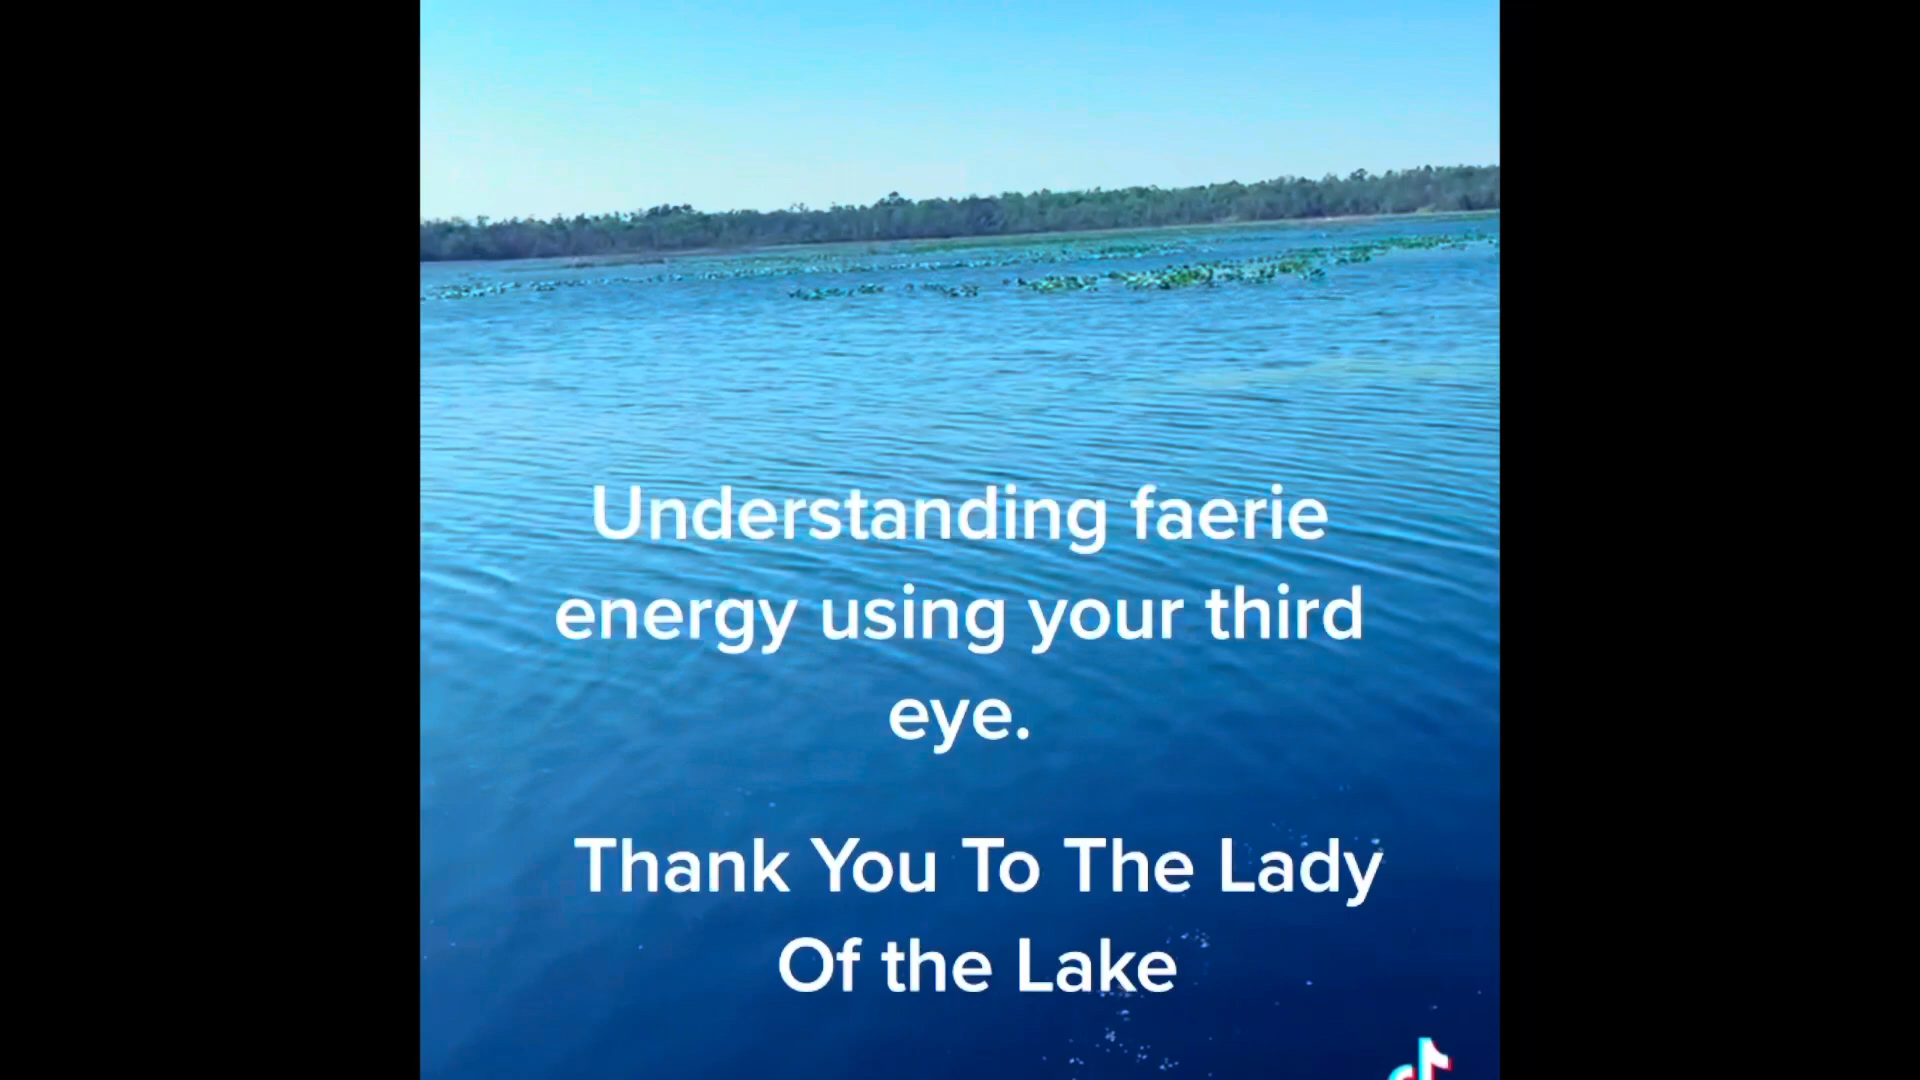 Understanding faerie
energy using your third
eye.
Thank You To The Lady
Of the Lake